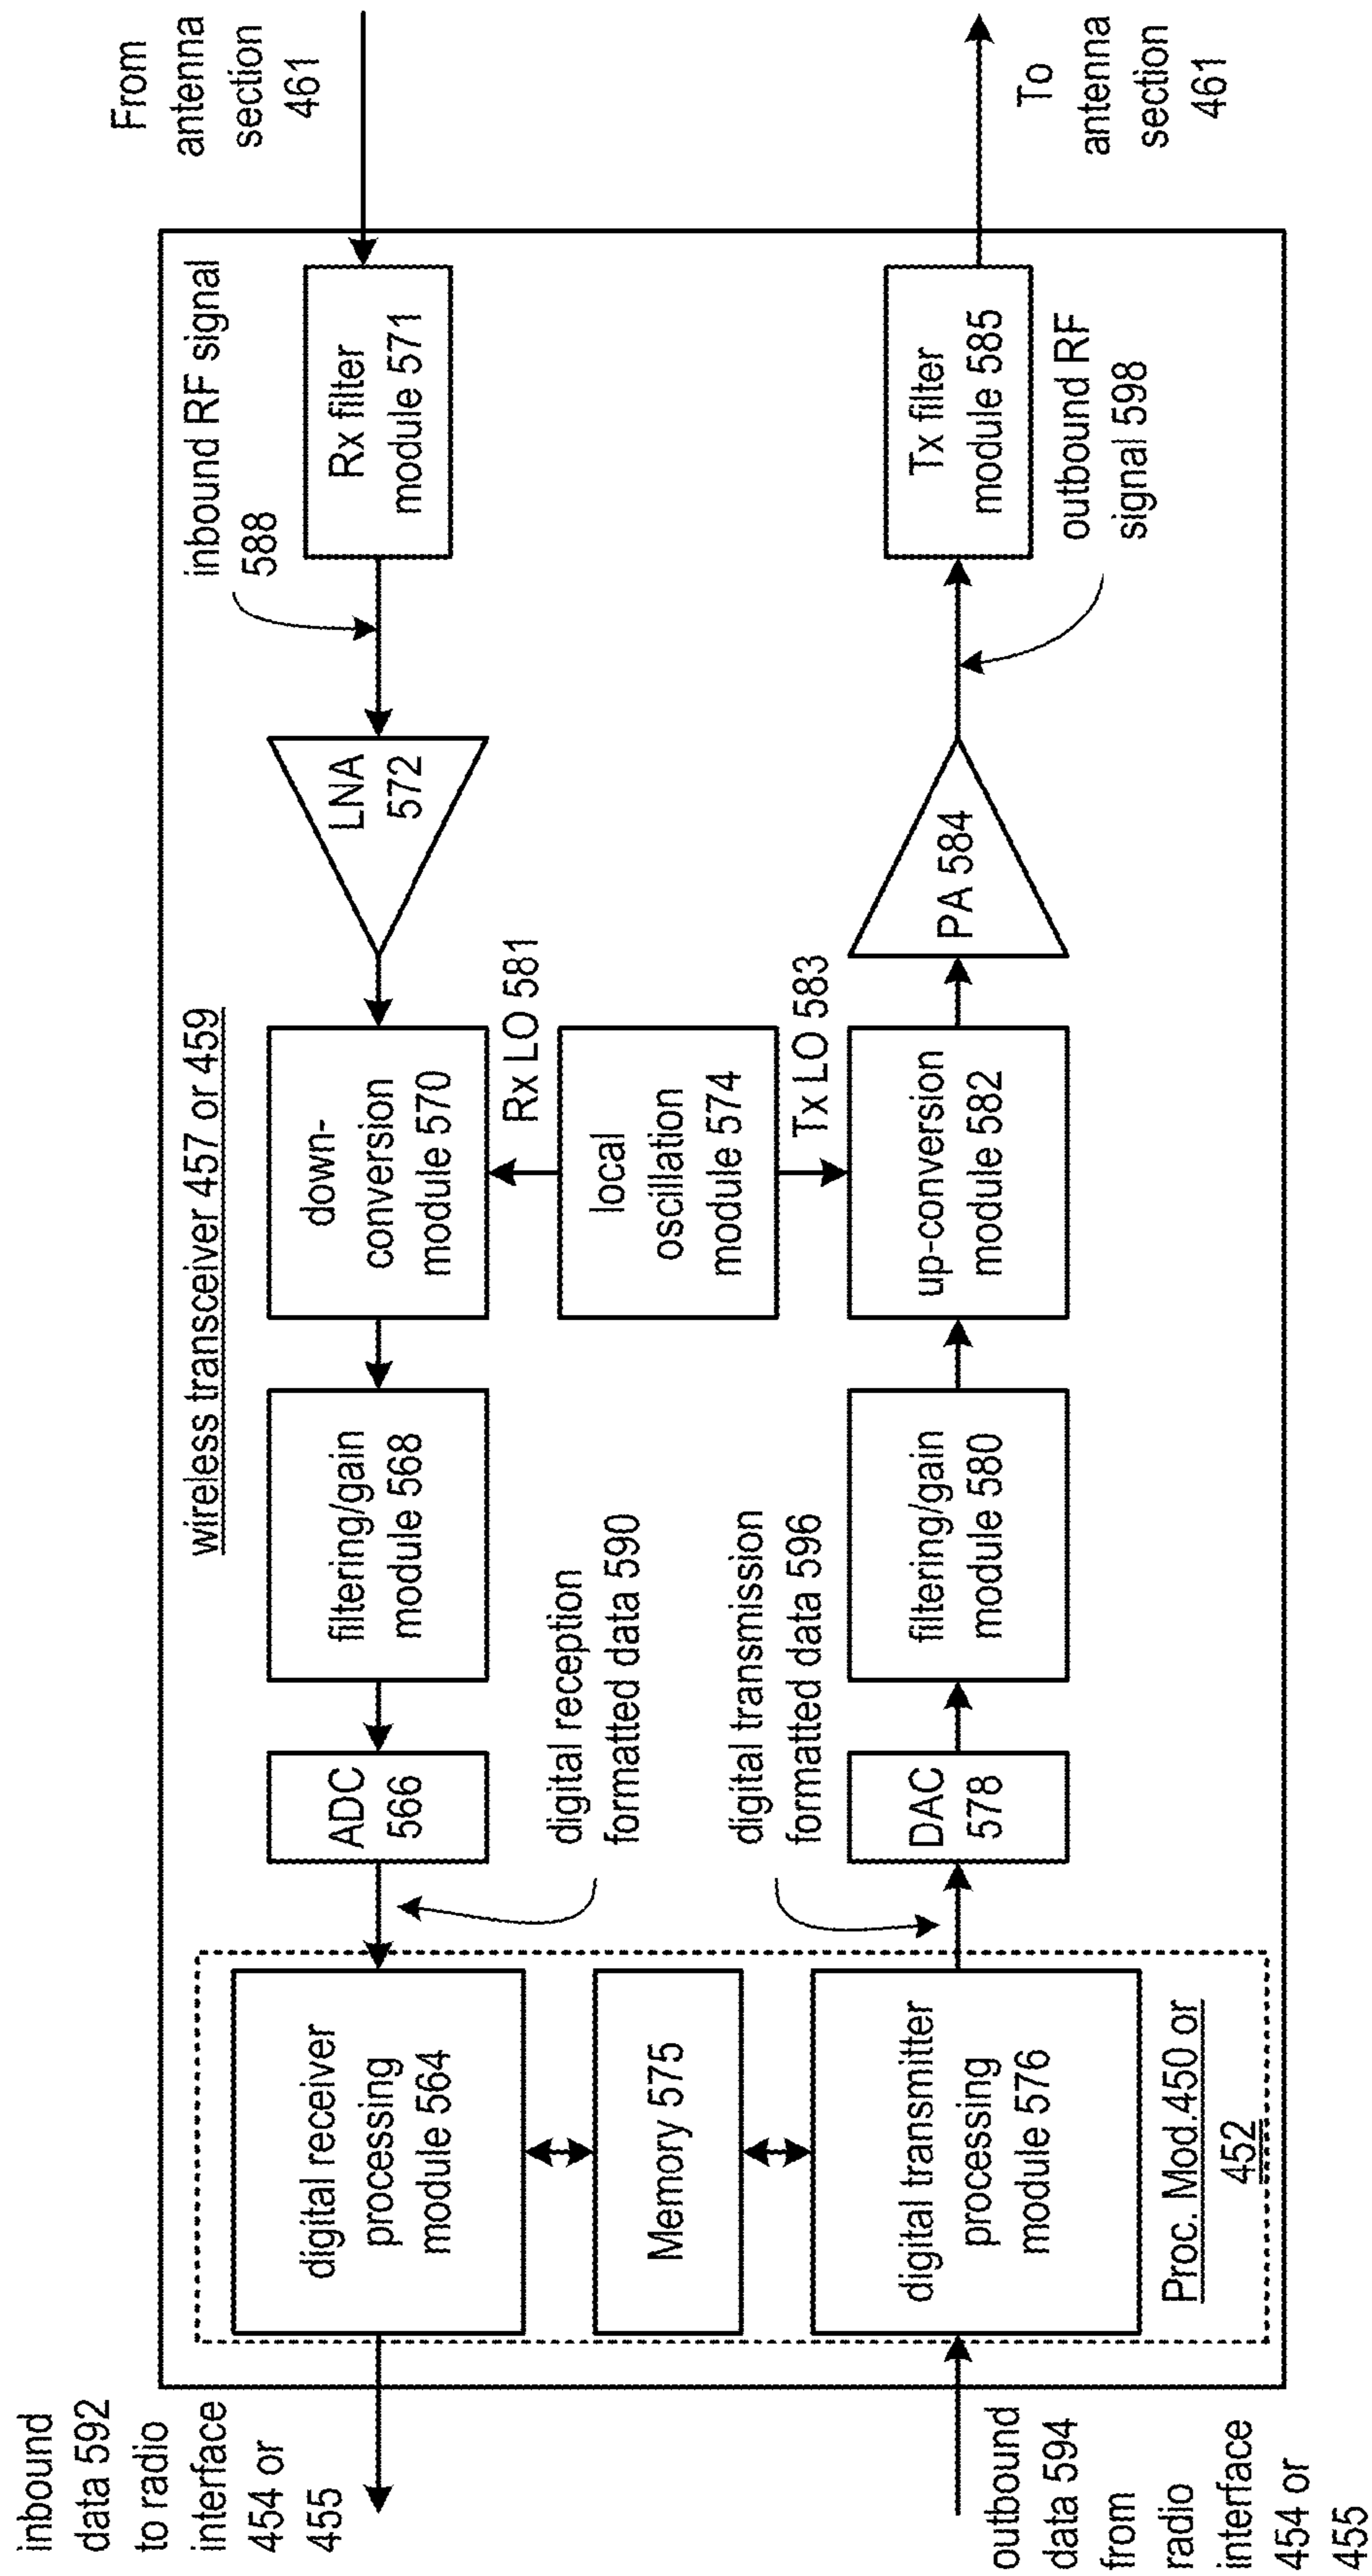 wireless transceiver 457 or 459
inbound
data 592
to radio
interface
454 or
455
digital receiver
processing
module 564
ADC
566
digital reception
formatted data 590
filtering/gain
module 568
down-
conversion
module 570
LNA
572
inbound RF signal
588
Rx filter
module 571
From
antenna
section
461
Memory 575
Rx LO 581
local
oscillation
module 574
Tx LO 583
outbound
data 594
from
radio
interface
454 or
455
digital transmitter
processing
module 576
Proc. Mod.450 or
452
digital transmission
formatted data 596
DAC
578
filtering/gain
module 580
up-conversion
module 582
PA 584
outbound RF
signal 598
Tx filter
module 585
To
antenna
section
461